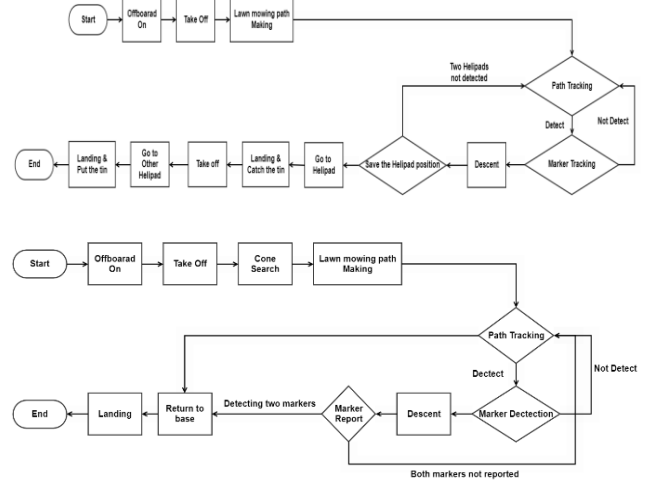 Start
Offboarad
On
Take Off
Lawn mowing path
Making
Two Helipads
not detected
Path Tracking
Detect
Not Detect
End
Landing &
Put the tin
Go to
Other
Helipad
Take off
Landing &
Catch the tin
Go to
Helipad
Save the Helipad position
Descent
Marker Tracking
Start
Offboarad
On
Take Off
Cone
Search
Lawn mowing path
Making
Path Tracking
Dectect
Not Detect
End
Landing
Return to
base
Detecting two markers
Marker
Report
Descent
Marker Dectection
Both markers not reported